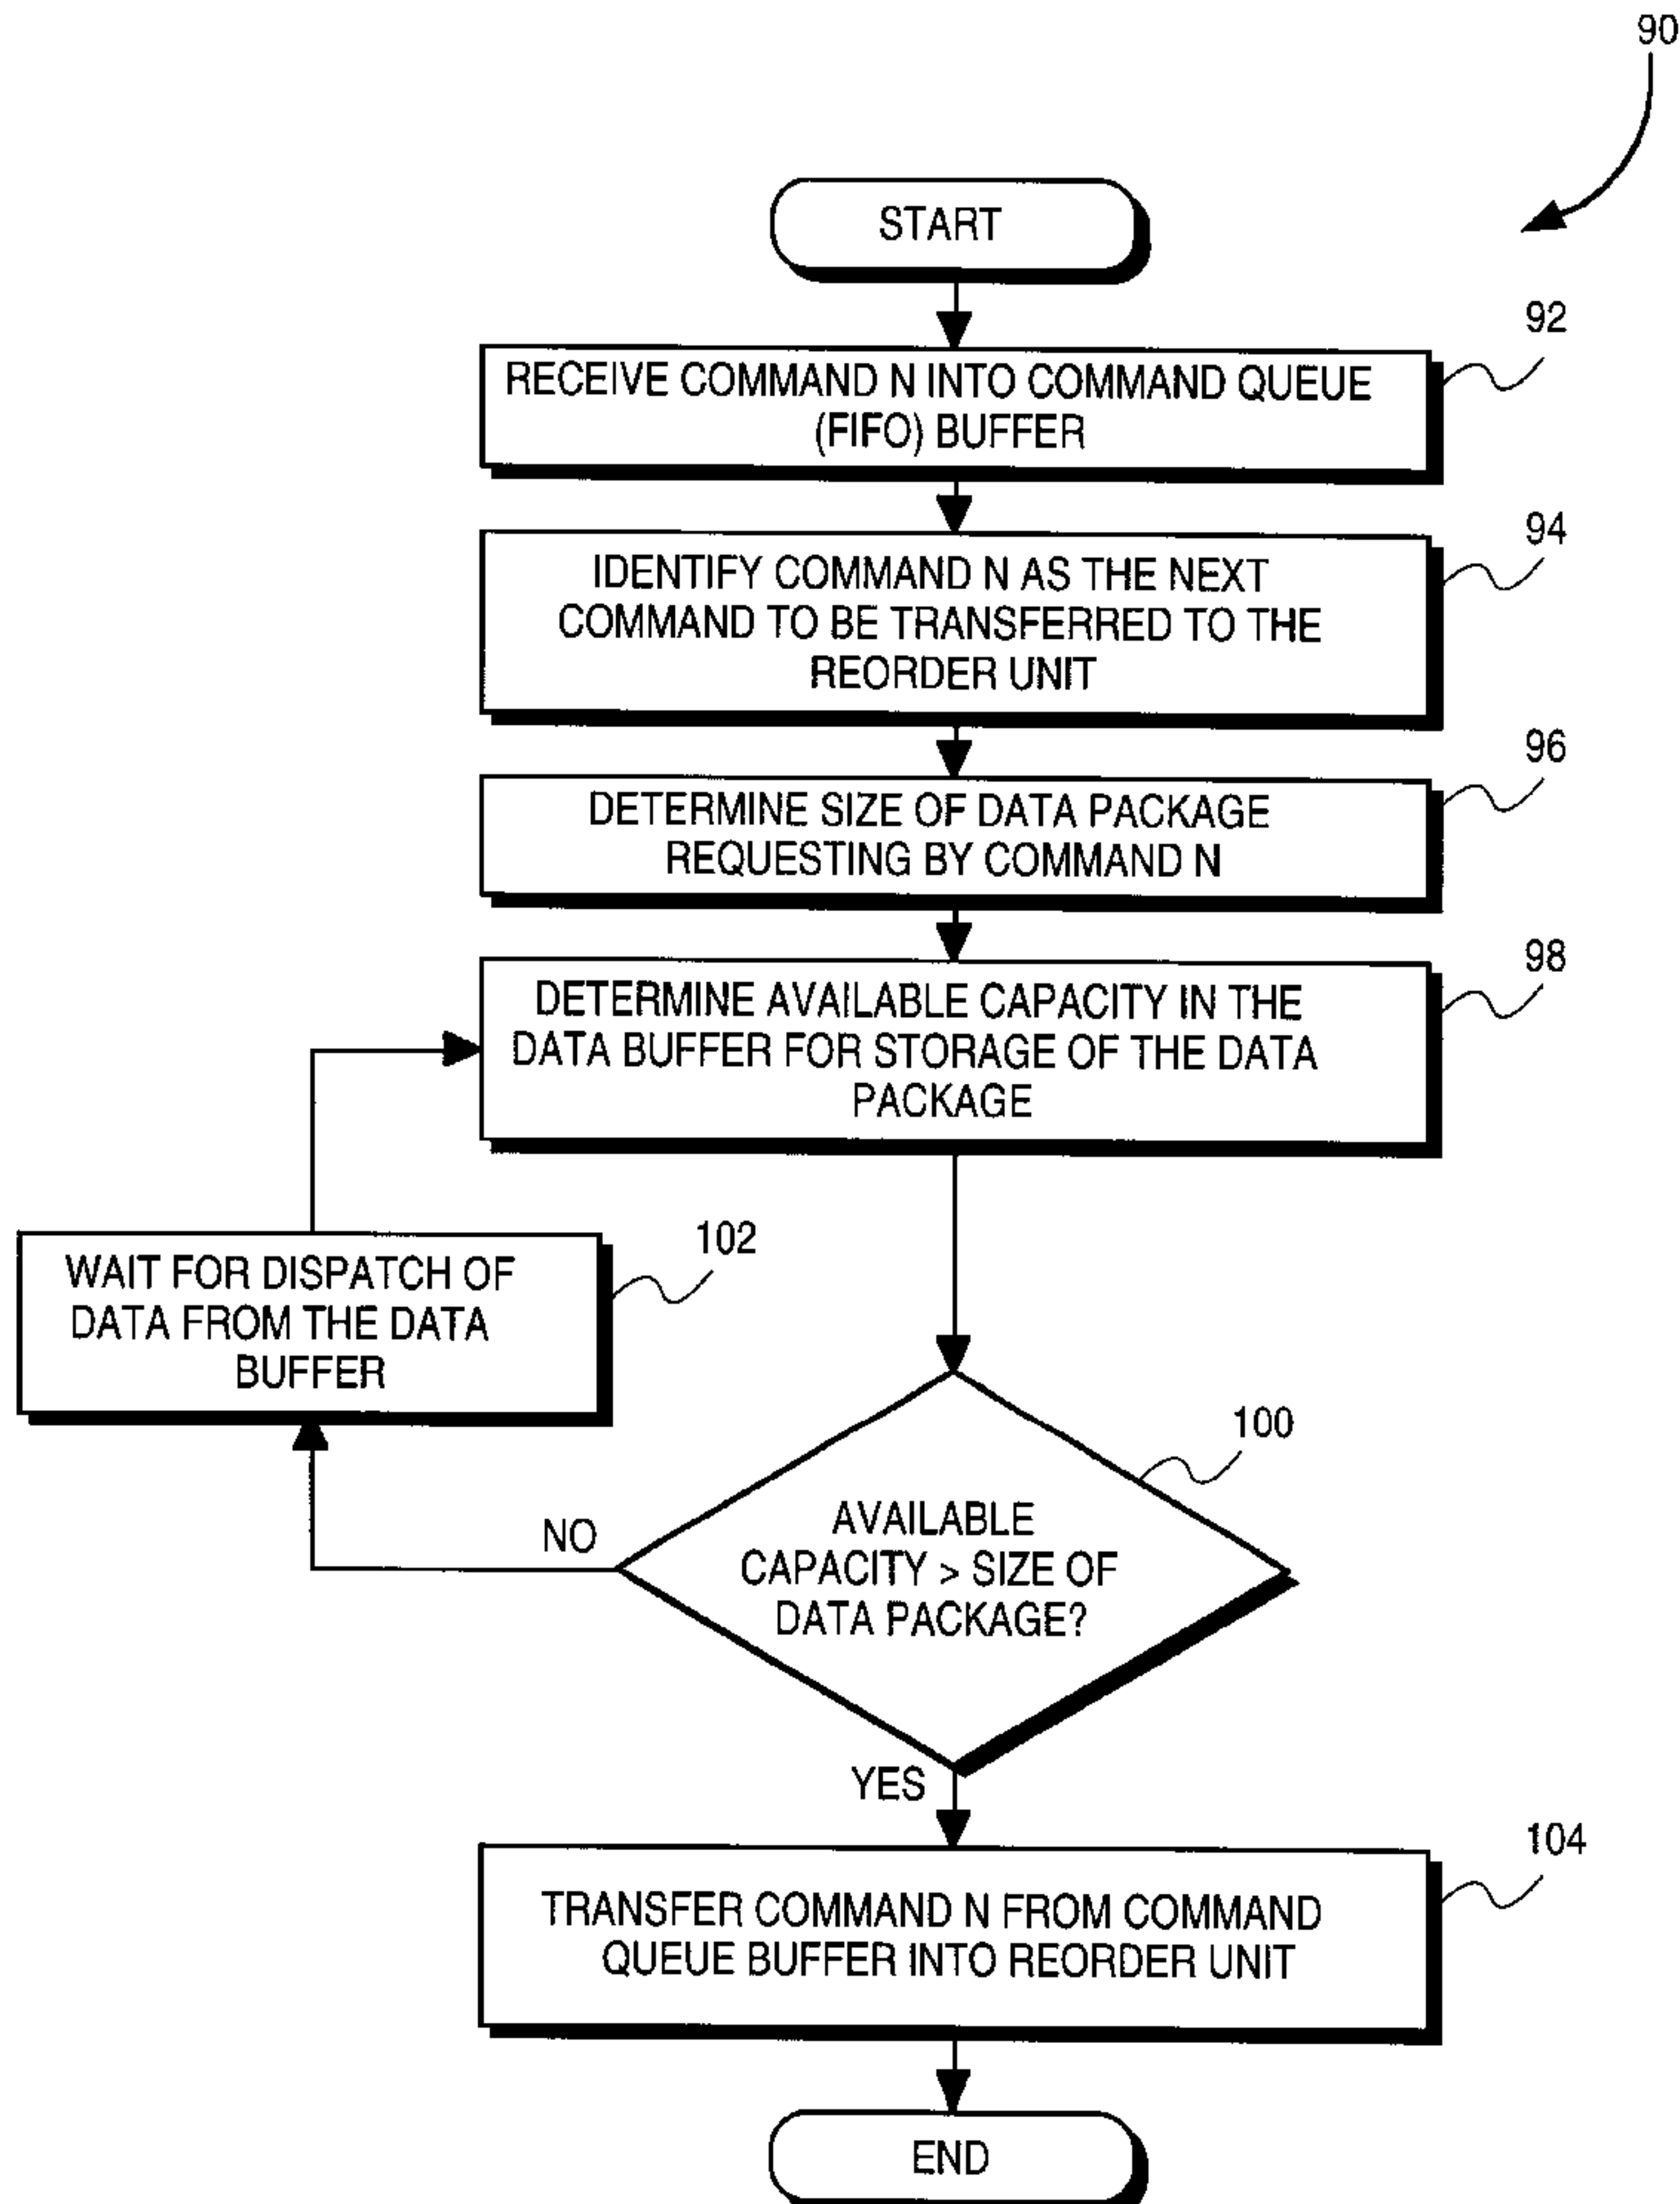 90
START
92
RECEIVE COMMAND N INTO COMMAND QUEUE
(FIFO) BUFFER
94
IDENTIFY COMMAND N AS THE NEXT
COMMAND TO BE TRANSFERRED TO THE
REORDER UNIT
96
DETERMINE SIZE OF DATA PACKAGE
REQUESTING BY COMMAND N
98
DETERMINE AVAILABLE CAPACITY IN THE
DATA BUFFER FOR STORAGE OF THE DATA
PACKAGE
102
WAIT FOR DISPATCH OF
DATA FROM THE DATA
BUFFER
100
AVAILABLE
CAPACITY > SIZE OF
DATA PACKAGE?
NO
YES
104
TRANSFER COMMAND N FROM COMMAND
QUEUE BUFFER INTO REORDER UNIT
END